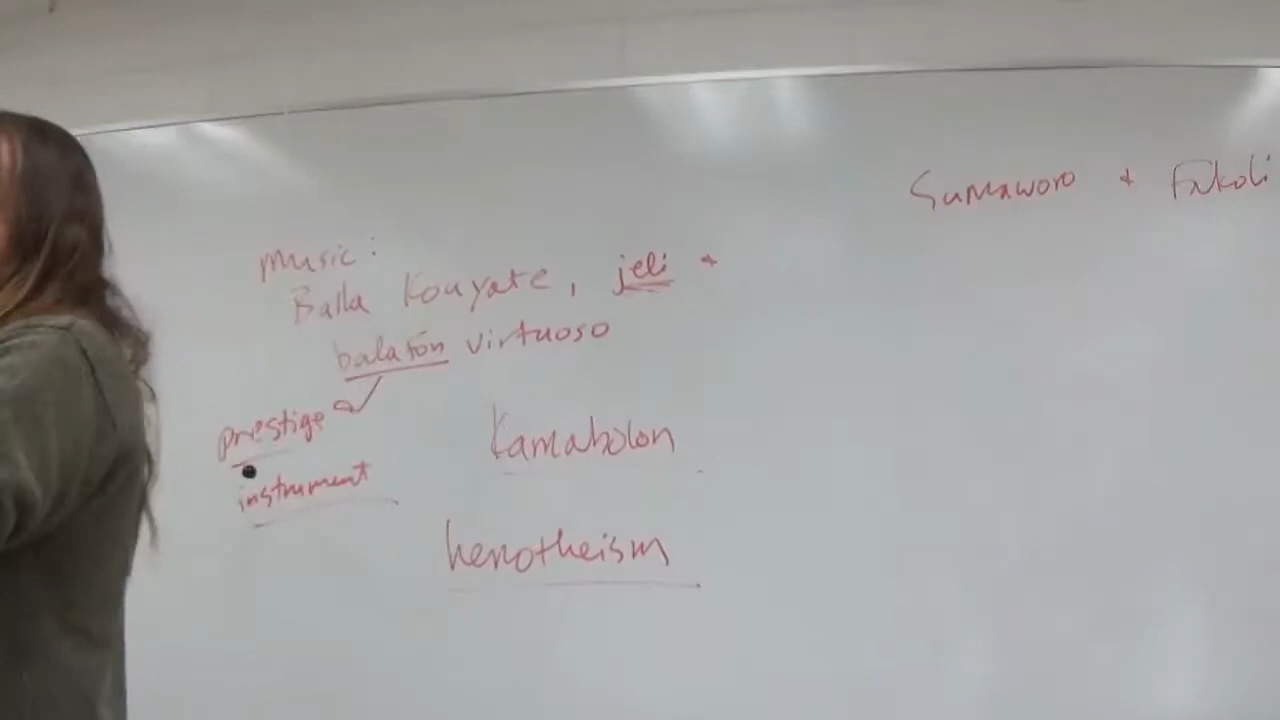 Sumaworo + Fakoli
music:
Balla Kouyate, jeli +
balafon virtuoso
prestige
instrument
Kamabolon
henotheism